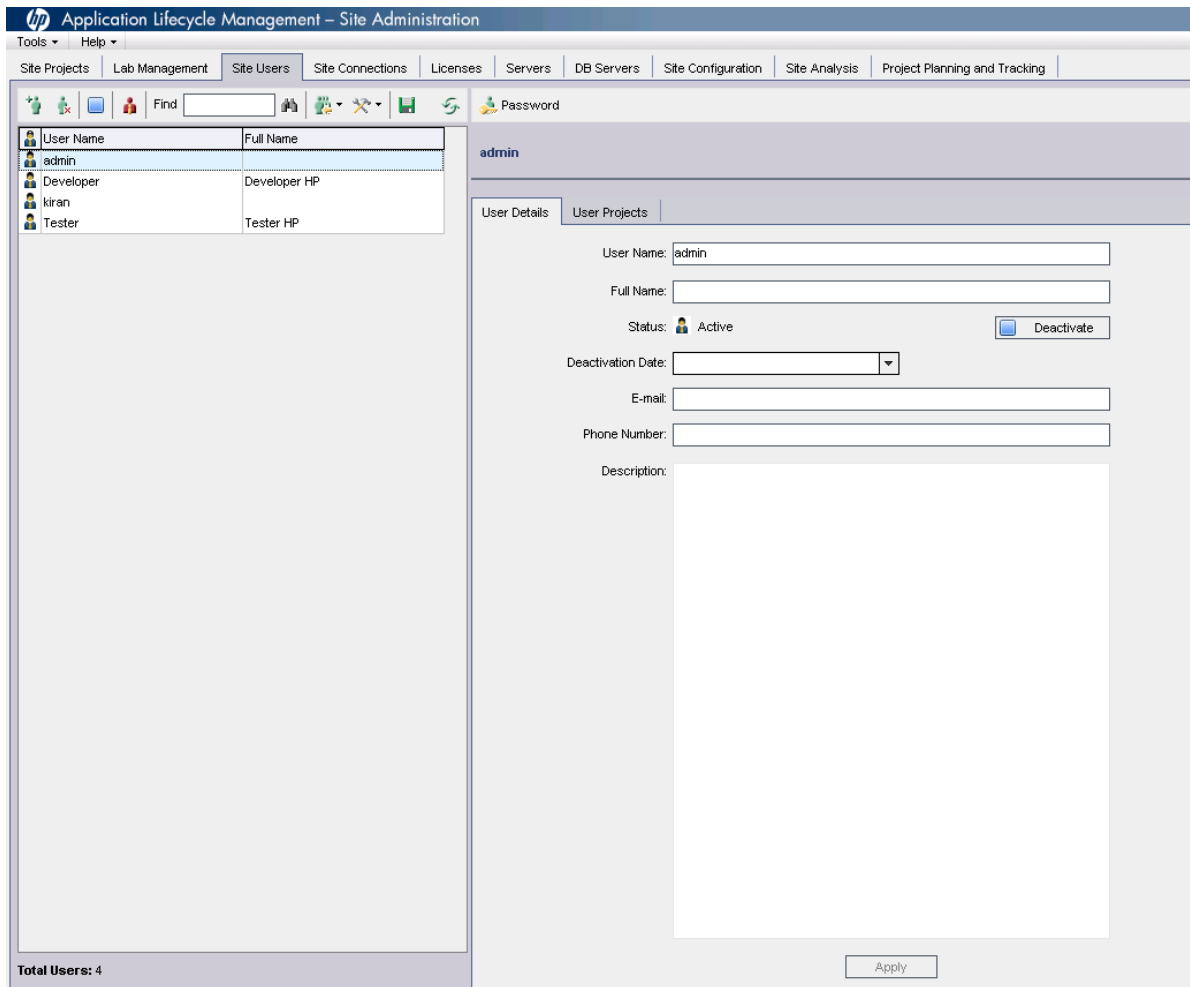 hp Application Lifecycle Management – Site Administration
Tools Help
Site Projects Lab Management Site Users Site Connections Licenses Servers DB Servers Site Configuration Site Analysis Project Planning and Tracking
Find Password
User Name Full Name
admin
Developer Developer HP
kiran
Tester Tester HP
Total Users: 4
admin
User Details User Projects
User Name: admin
Full Name:
Status: Active Deactivate
Deactivation Date:
E-mail:
Phone Number:
Description:
Apply